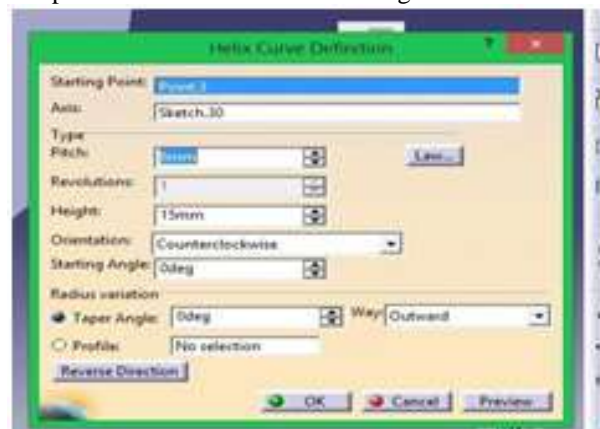 Helix Curve Definition ?
Starting Point:
Axis: Sketch.30
Type
Pitch: Law...
Revolutions: 1
Height: 15mm
Orientation: Counterclockwise
Starting Angle: 0deg
Radius variation
Taper Angle: 0deg Way: Outward
Profile: No selection
Reverse Direction
OK Cancel Preview